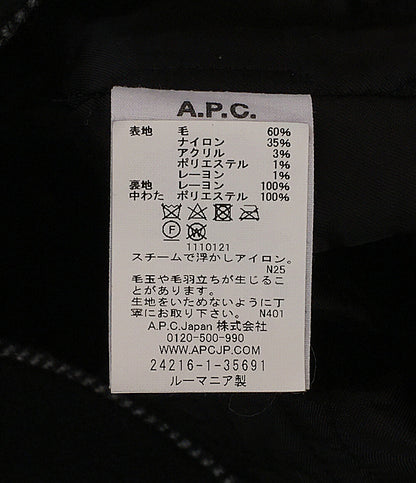 A.P.C.
表地 毛 60%
ナイロン 35%
アクリル 3%
ポリエステル 1%
レーヨン 1%
裏地 レーヨン 100%
中わた ポリエステル 100%
F W
1110121
スチームで浮かしアイロン。
N25
毛玉や毛羽立ちが生じるこ
とがあります。
生地をいためないように丁
寧にお取り下さい。 N401
A.P.C.Japan 株式会社
0120-500-990
WWW.APCJP.COM
24216-1-35691
ルーマニア製